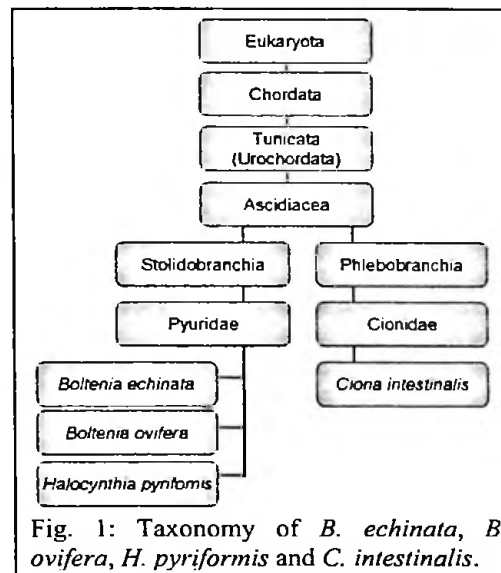 Eukaryota
Chordata
Tunicata
(Urochordata)
Ascidiacea
Stolidobranchia
Phlebobranchia
Pyuridae
Cionidae
Boltenia echinata
Ciona intestinalis
Boltenia ovifera
Halocynthia pyrifomis
Fig. 1: Taxonomy of B. echinata, B
ovifera, H. pyriformis and C. intestinalis.